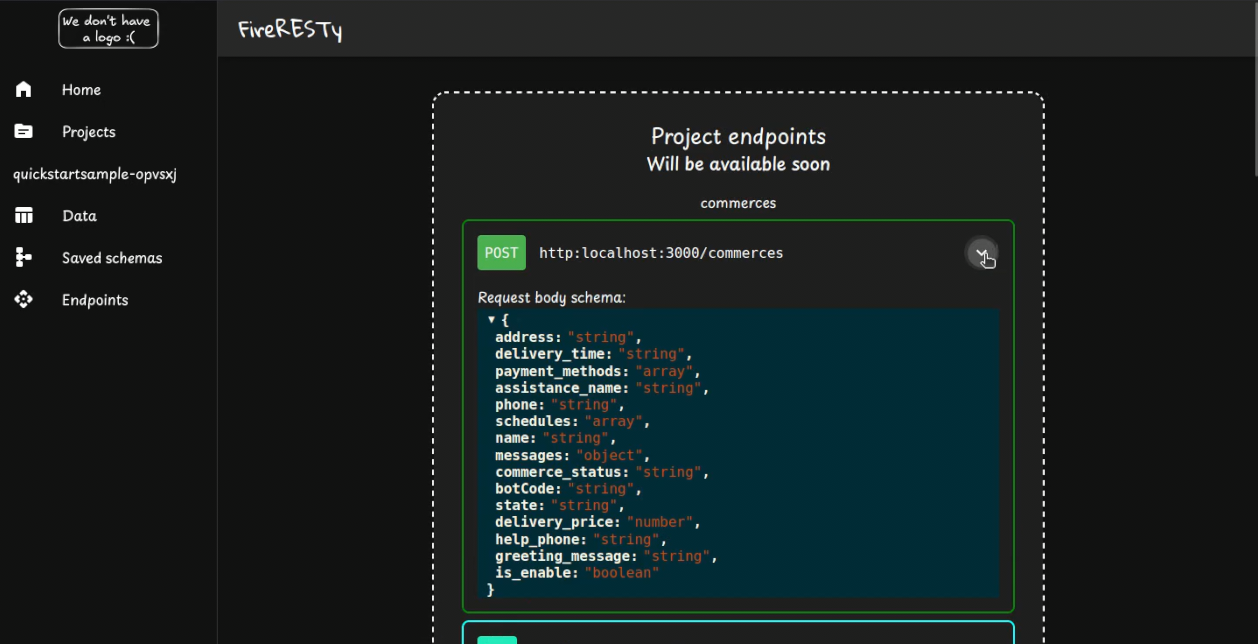 We don't have
a logo :(
FireRESTy
Home
Projects
quickstartsample-opvsxj
Data
Saved schemas
Endpoints
Project endpoints
Will be available soon
commerces
POST http:localhost:3000/commerces
Request body schema:
▼ {
address: "string",
delivery_time: "string",
payment_methods: "array",
assistance_name: "string",
phone: "string",
schedules: "array",
name: "string",
messages: "object",
commerce_status: "string",
botCode: "string",
state: "string",
delivery_price: "number",
help_phone: "string",
greeting_message: "string",
is_enable: "boolean"
}